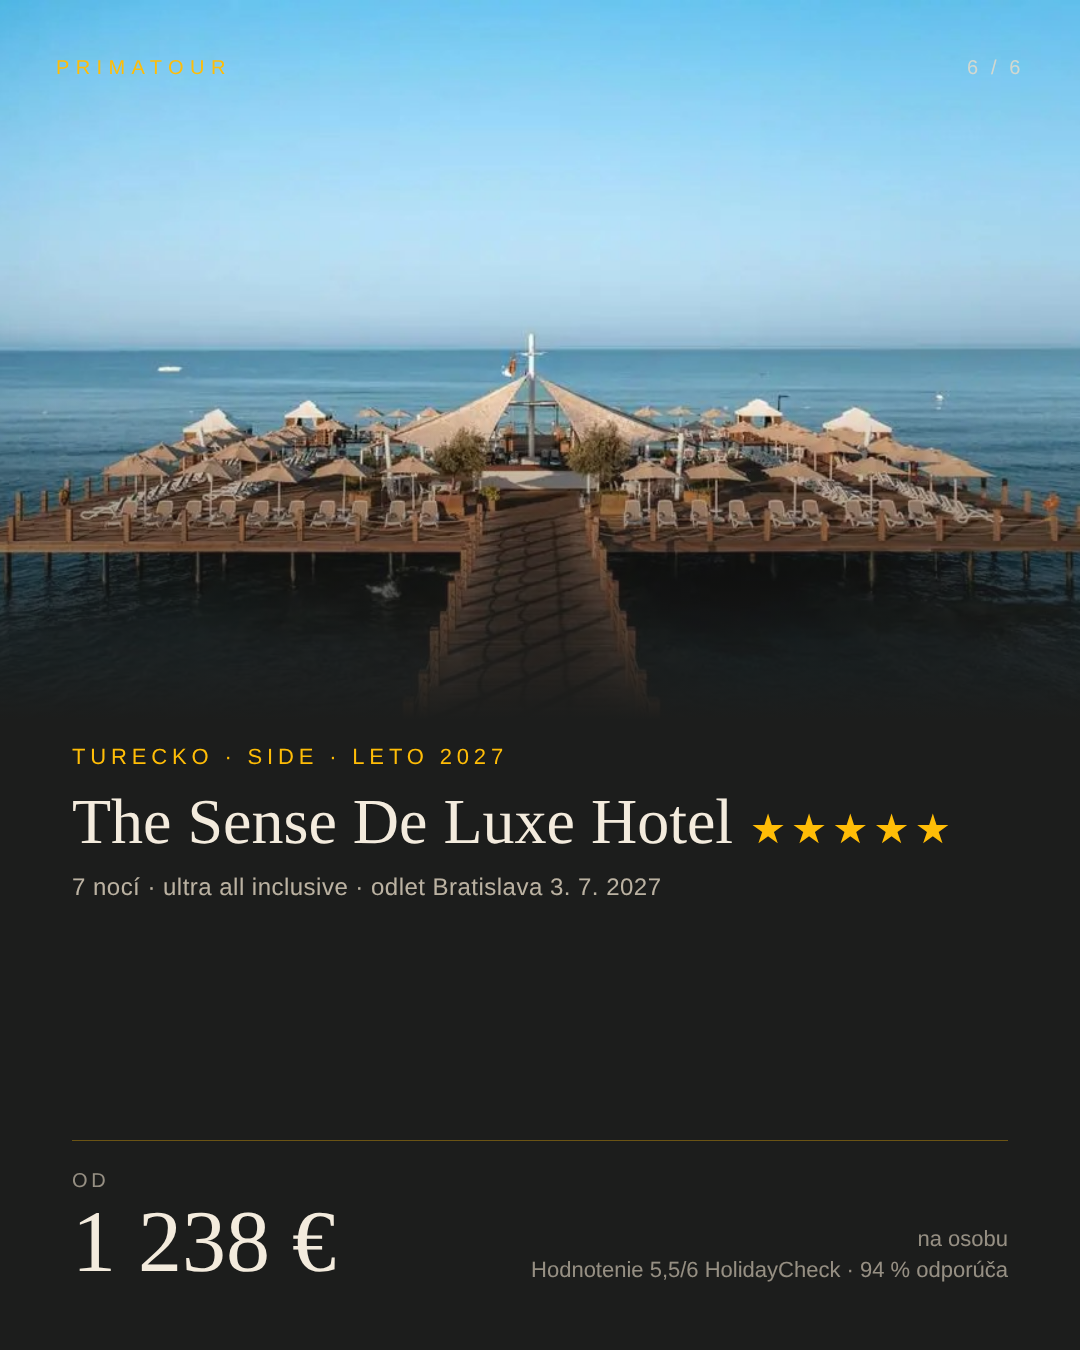 PRIMATOUR
6 / 6
TURECKO · SIDE · LETO 2027
The Sense De Luxe Hotel ★★★★★
7 nocí · ultra all inclusive · odlet Bratislava 3. 7. 2027
OD
1 238 €
na osobu
Hodnotenie 5,5/6 HolidayCheck · 94 % odporúča